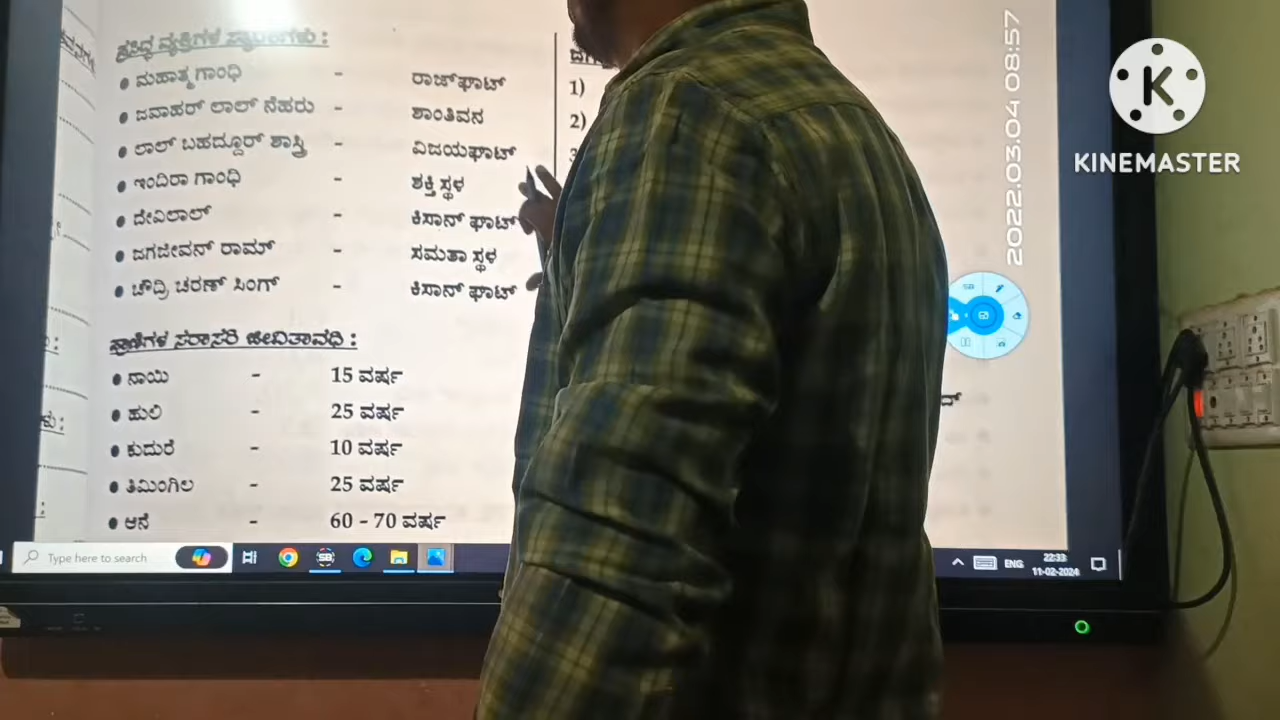 ಪ್ರಸಿದ್ಧ ವ್ಯಕ್ತಿಗಳ ಸ್ಮಾರಕಗಳು :
• ಮಹಾತ್ಮ ಗಾಂಧಿ - ರಾಜ್‌ಘಾಟ್
• ಜವಾಹರ್ ಲಾಲ್ ನೆಹರು - ಶಾಂತಿವನ
• ಲಾಲ್ ಬಹದ್ದೂರ್ ಶಾಸ್ತ್ರಿ - ವಿಜಯಘಾಟ್
• ಇಂದಿರಾ ಗಾಂಧಿ - ಶಕ್ತಿ ಸ್ಥಳ
• ದೇವಿಲಾಲ್ - ಕಿಸಾನ್ ಘಾಟ್
• ಜಗಜೀವನ್ ರಾಮ್ - ಸಮತಾ ಸ್ಥಳ
• ಚೌದ್ರಿ ಚರಣ್ ಸಿಂಗ್ - ಕಿಸಾನ್ ಘಾಟ್
ಪ್ರಾಣಿಗಳ ಸರಾಸರಿ ಜೀವಿತಾವಧಿ :
• ನಾಯಿ - 15 ವರ್ಷ
• ಹುಲಿ - 25 ವರ್ಷ
• ಕುದುರೆ - 10 ವರ್ಷ
• ತಿಮಿಂಗಿಲ - 25 ವರ್ಷ
• ಆನೆ - 60 - 70 ವರ್ಷ
1)
2)
2022.03.04 08:57
KINEMASTER
Type here to search
ENG
22:33
11-02-2024